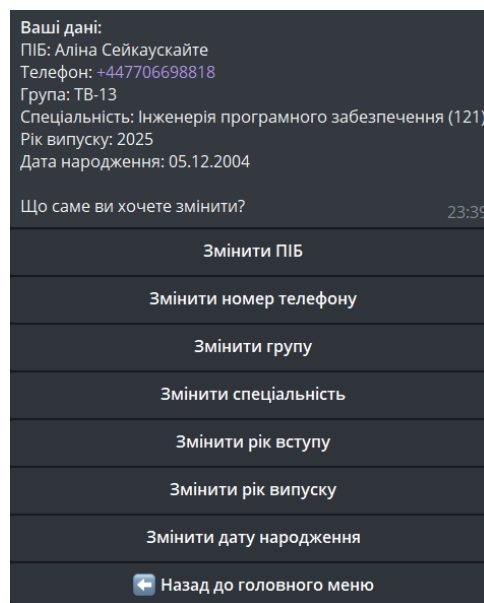 Ваші дані:
ПІБ: Аліна Сейкаускайте
Телефон: +447706698818
Група: ТВ-13
Спеціальність: Інженерія програмного забезпечення (121)
Рік випуску: 2025
Дата народження: 05.12.2004
Що саме ви хочете змінити?
23:39
Змінити ПІБ
Змінити номер телефону
Змінити групу
Змінити спеціальність
Змінити рік вступу
Змінити рік випуску
Змінити дату народження
⬅️ Назад до головного меню